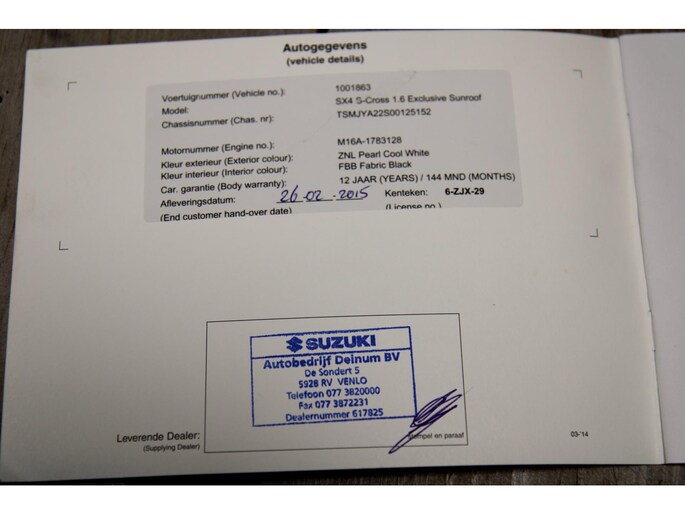 Autogegevens
(vehicle details)
Voertuignummer (Vehicle no.): 1001863
Model: SX4 S-Cross 1.6 Exclusive Sunroof
Chassisnummer (Chas. nr): TSMJYA22S00125152
Motornummer (Engine no.): M16A-1783128
Kleur exterieur (Exterior colour): ZNL Pearl Cool White
Kleur interieur (Interior colour): FBB Fabric Black
Car. garantie (Body warranty): 12 JAAR (YEARS) / 144 MND (MONTHS)
Afleveringsdatum: 26-02-2015 Kenteken: 6-ZJX-29
(End customer hand-over date) (License no.)
SUZUKI
Autobedrijf Deinum BV
De Sondert 5
5928 RV VENLO
Telefoon 077 3820000
Fax 077 3872231
Dealernummer 617825
Leverende Dealer:
(Supplying Dealer)
Stempel en paraaf
03-'14